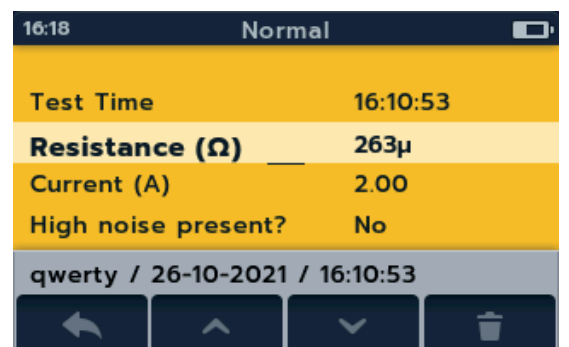 16:18 Normal
Test Time 16:10:53
Resistance (Ω) 263µ
Current (A) 2.00
High noise present? No
qwerty / 26-10-2021 / 16:10:53